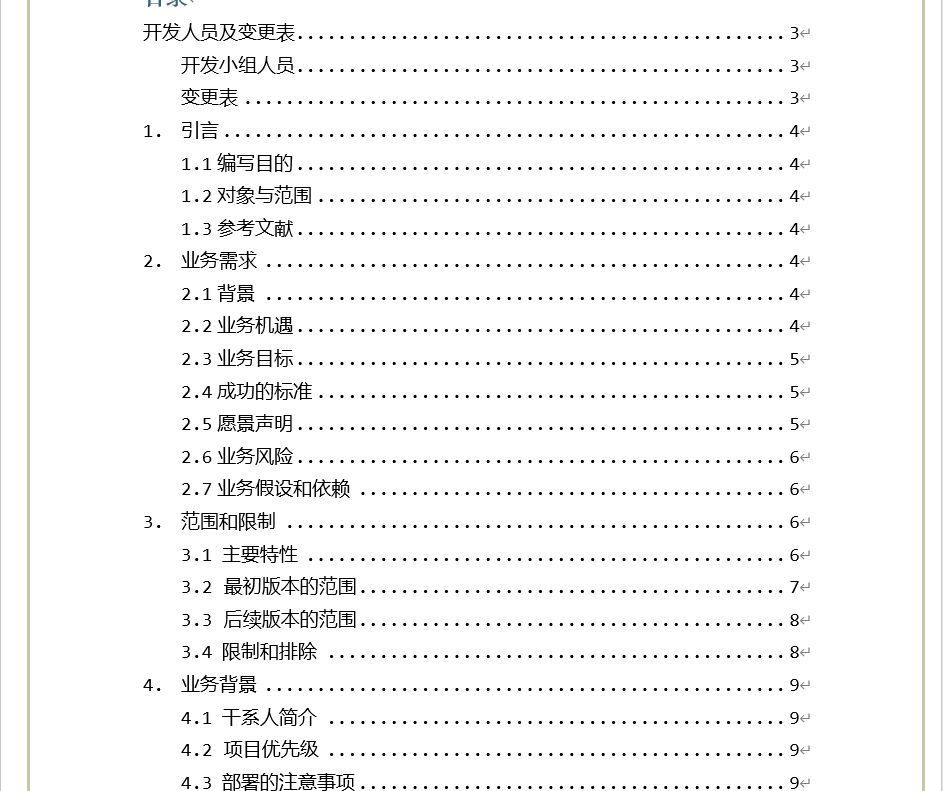 目录
开发人员及变更表............................................... 3
开发小组人员............................................... 3
变更表 .................................................... 3
1. 引言...................................................... 4
1.1编写目的............................................... 4
1.2对象与范围 ............................................. 4
1.3参考文献............................................... 4
2. 业务需求 .................................................. 4
2.1背景 .................................................. 4
2.2业务机遇............................................... 4
2.3业务目标............................................... 5
2.4成功的标准 ............................................. 5
2.5愿景声明............................................... 5
2.6业务风险............................................... 6
2.7业务假设和依赖 ......................................... 6
3. 范围和限制 ................................................ 6
3.1 主要特性 .............................................. 6
3.2 最初版本的范围......................................... 7
3.3 后续版本的范围......................................... 8
3.4 限制和排除 ............................................ 8
4. 业务背景 .................................................. 9
4.1 干系人简介 ............................................ 9
4.2 项目优先级 ............................................ 9
4.3 部署的注意事项......................................... 9